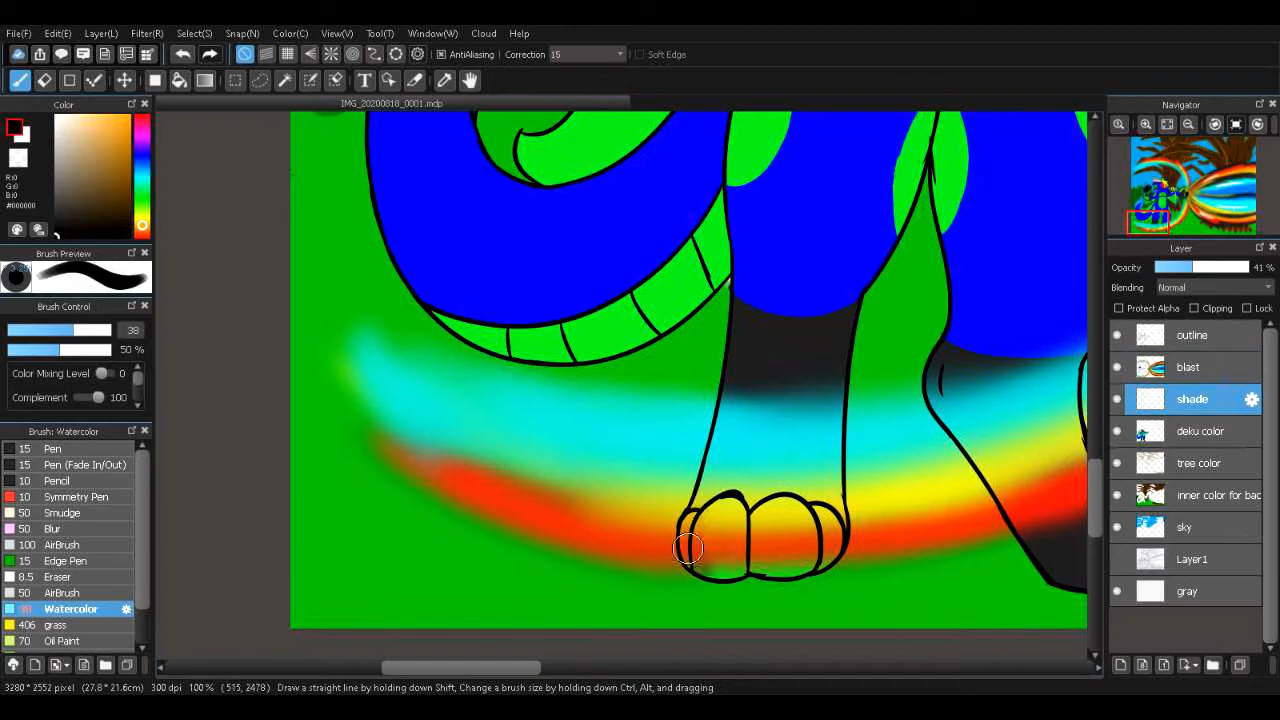 File(F) Edit(E) Layer(L) Filter(R) Select(S) Snap(N) Color(C) View(V) Tool(T) Window(W) Cloud Help
AntiAliasing Correction 15 Soft Edge
Color
IMG_20200818_0001.mdp
Navigator
R:0
G:0
B:0
#000000
Brush Preview
Layer
Opacity 41 %
Blending Normal
Brush Control
Protect Alpha Clipping Lock
38
50 %
Color Mixing Level 0
Complement 100
outline
blast
shade
deku color
tree color
inner color for bac
sky
Layer1
gray
Brush: Watercolor
15 Pen
15 Pen (Fade In/Out)
10 Pencil
10 Symmetry Pen
50 Smudge
50 Blur
100 AirBrush
15 Edge Pen
8.5 Eraser
50 AirBrush
38 Watercolor
406 grass
70 Oil Paint
3280 * 2552 pixel (27.8 * 21.6cm) 300 dpi 100 % ( 515, 2478 ) Draw a straight line by holding down Shift, Change a brush size by holding down Ctrl, Alt, and dragging